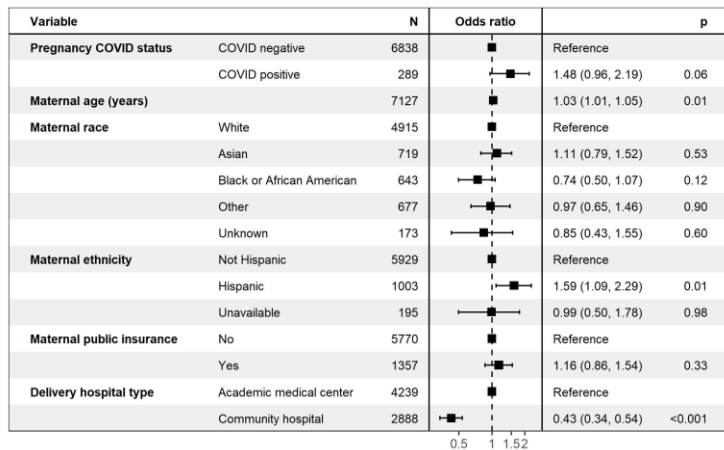 Variable N Odds ratio p
Pregnancy COVID status COVID negative 6838 Reference
COVID positive 289 1.48 (0.96, 2.19) 0.06
Maternal age (years) 7127 1.03 (1.01, 1.05) 0.01
Maternal race White 4915 Reference
Asian 719 1.11 (0.79, 1.52) 0.53
Black or African American 643 0.74 (0.50, 1.07) 0.12
Other 677 0.97 (0.65, 1.46) 0.90
Unknown 173 0.85 (0.43, 1.55) 0.60
Maternal ethnicity Not Hispanic 5929 Reference
Hispanic 1003 1.59 (1.09, 2.29) 0.01
Unavailable 195 0.99 (0.50, 1.78) 0.98
Maternal public insurance No 5770 Reference
Yes 1357 1.16 (0.86, 1.54) 0.33
Delivery hospital type Academic medical center 4239 Reference
Community hospital 2888 0.43 (0.34, 0.54) <0.001
0.5 1 1.5 2